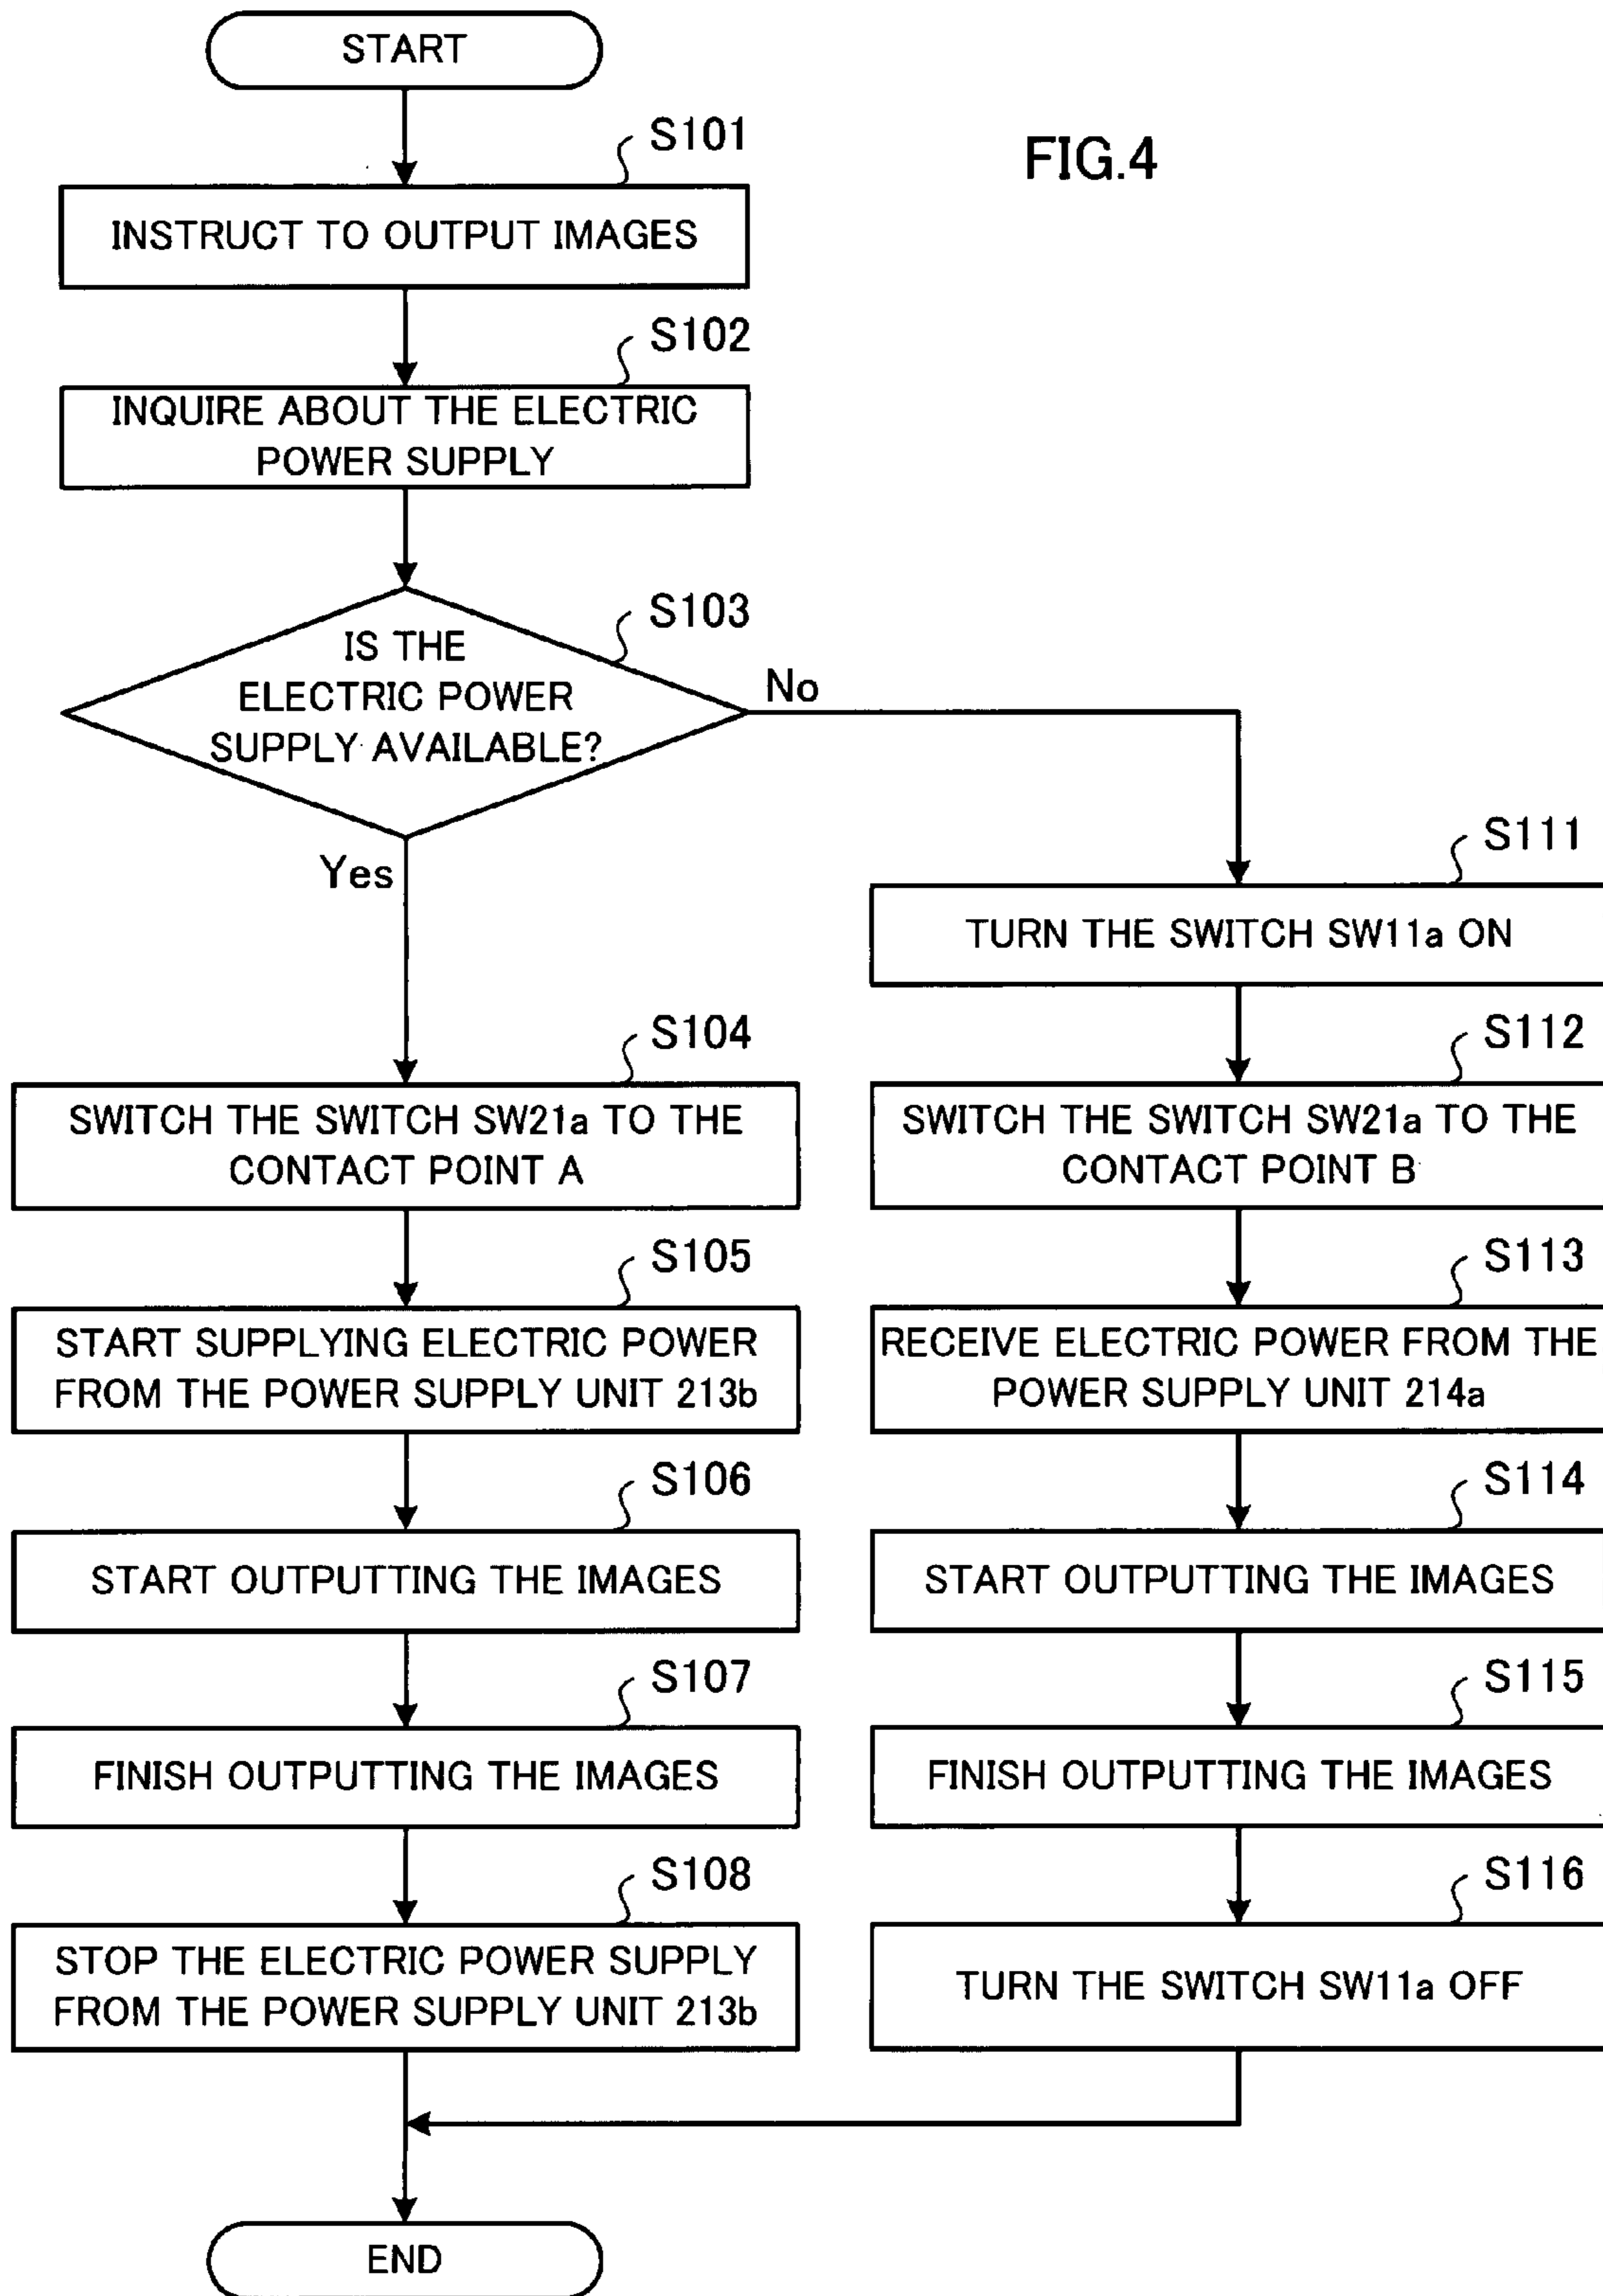 START
FIG.4
S101
INSTRUCT TO OUTPUT IMAGES
S102
INQUIRE ABOUT THE ELECTRIC
POWER SUPPLY
S103
IS THE
ELECTRIC POWER
SUPPLY AVAILABLE?
No
Yes
S104
SWITCH THE SWITCH SW21a TO THE
CONTACT POINT A
S105
START SUPPLYING ELECTRIC POWER
FROM THE POWER SUPPLY UNIT 213b
S106
START OUTPUTTING THE IMAGES
S107
FINISH OUTPUTTING THE IMAGES
S108
STOP THE ELECTRIC POWER SUPPLY
FROM THE POWER SUPPLY UNIT 213b
S111
TURN THE SWITCH SW11a ON
S112
SWITCH THE SWITCH SW21a TO THE
CONTACT POINT B
S113
RECEIVE ELECTRIC POWER FROM THE
POWER SUPPLY UNIT 214a
S114
START OUTPUTTING THE IMAGES
S115
FINISH OUTPUTTING THE IMAGES
S116
TURN THE SWITCH SW11a OFF
END